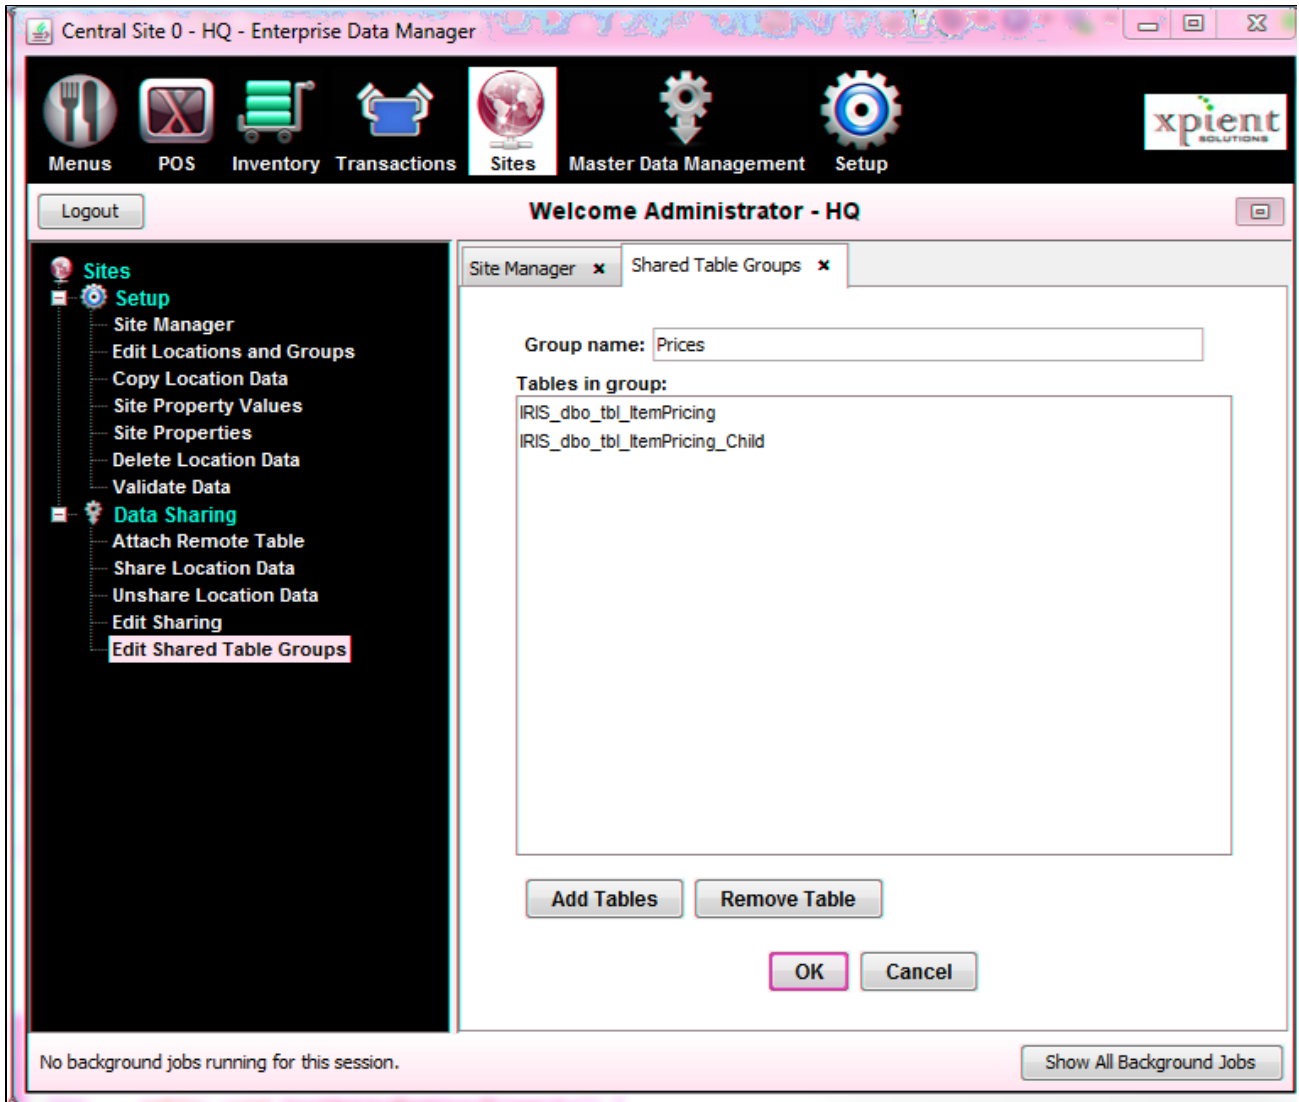 Central Site 0 - HQ - Enterprise Data Manager
Menus POS Inventory Transactions Sites Master Data Management Setup
xpient
SOLUTIONS
Logout
Welcome Administrator - HQ
Sites
Setup
Site Manager
Edit Locations and Groups
Copy Location Data
Site Property Values
Site Properties
Delete Location Data
Validate Data
Data Sharing
Attach Remote Table
Share Location Data
Unshare Location Data
Edit Sharing
Edit Shared Table Groups
Site Manager x Shared Table Groups x
Group name: Prices
Tables in group:
IRIS_dbo_tbl_ItemPricing
IRIS_dbo_tbl_ItemPricing_Child
Add Tables Remove Table
OK Cancel
No background jobs running for this session.
Show All Background Jobs